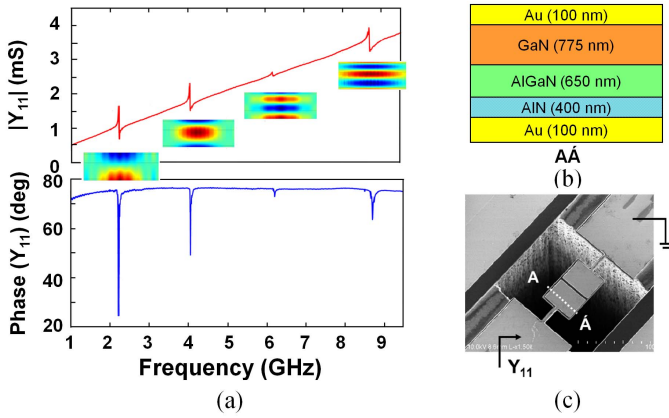 4
3
2
1
0
|Y11| (mS)
80
60
40
20
Phase (Y11) (deg)
1 2 3 4 5 6 7 8 9
Frequency (GHz)
(a)
Au (100 nm)
GaN (775 nm)
AlGaN (650 nm)
AlN (400 nm)
Au (100 nm)
AÁ
(b)
A
Á
Y11
(c)